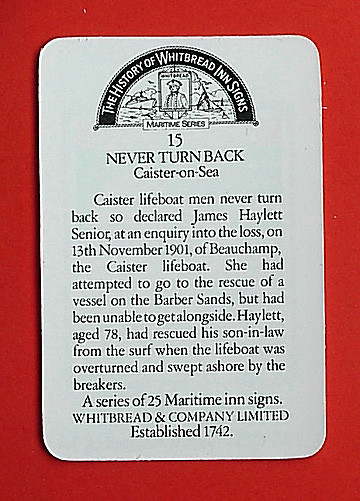 THE HISTORY OF WHITBREAD INN SIGNS
WHITBREAD
MARITIME SERIES
15
NEVER TURN BACK
Caister-on-Sea
Caister lifeboat men never turn
back so declared James Haylett
Senior, at an enquiry into the loss, on
13th November 1901, of Beauchamp,
the Caister lifeboat. She had
attempted to go to the rescue of a
vessel on the Barber Sands, but had
been unable to get alongside. Haylett,
aged 78, had rescued his son-in-law
from the surf when the lifeboat was
overturned and swept ashore by the
breakers.
A series of 25 Maritime inn signs.
WHITBREAD & COMPANY LIMITED
Established 1742.